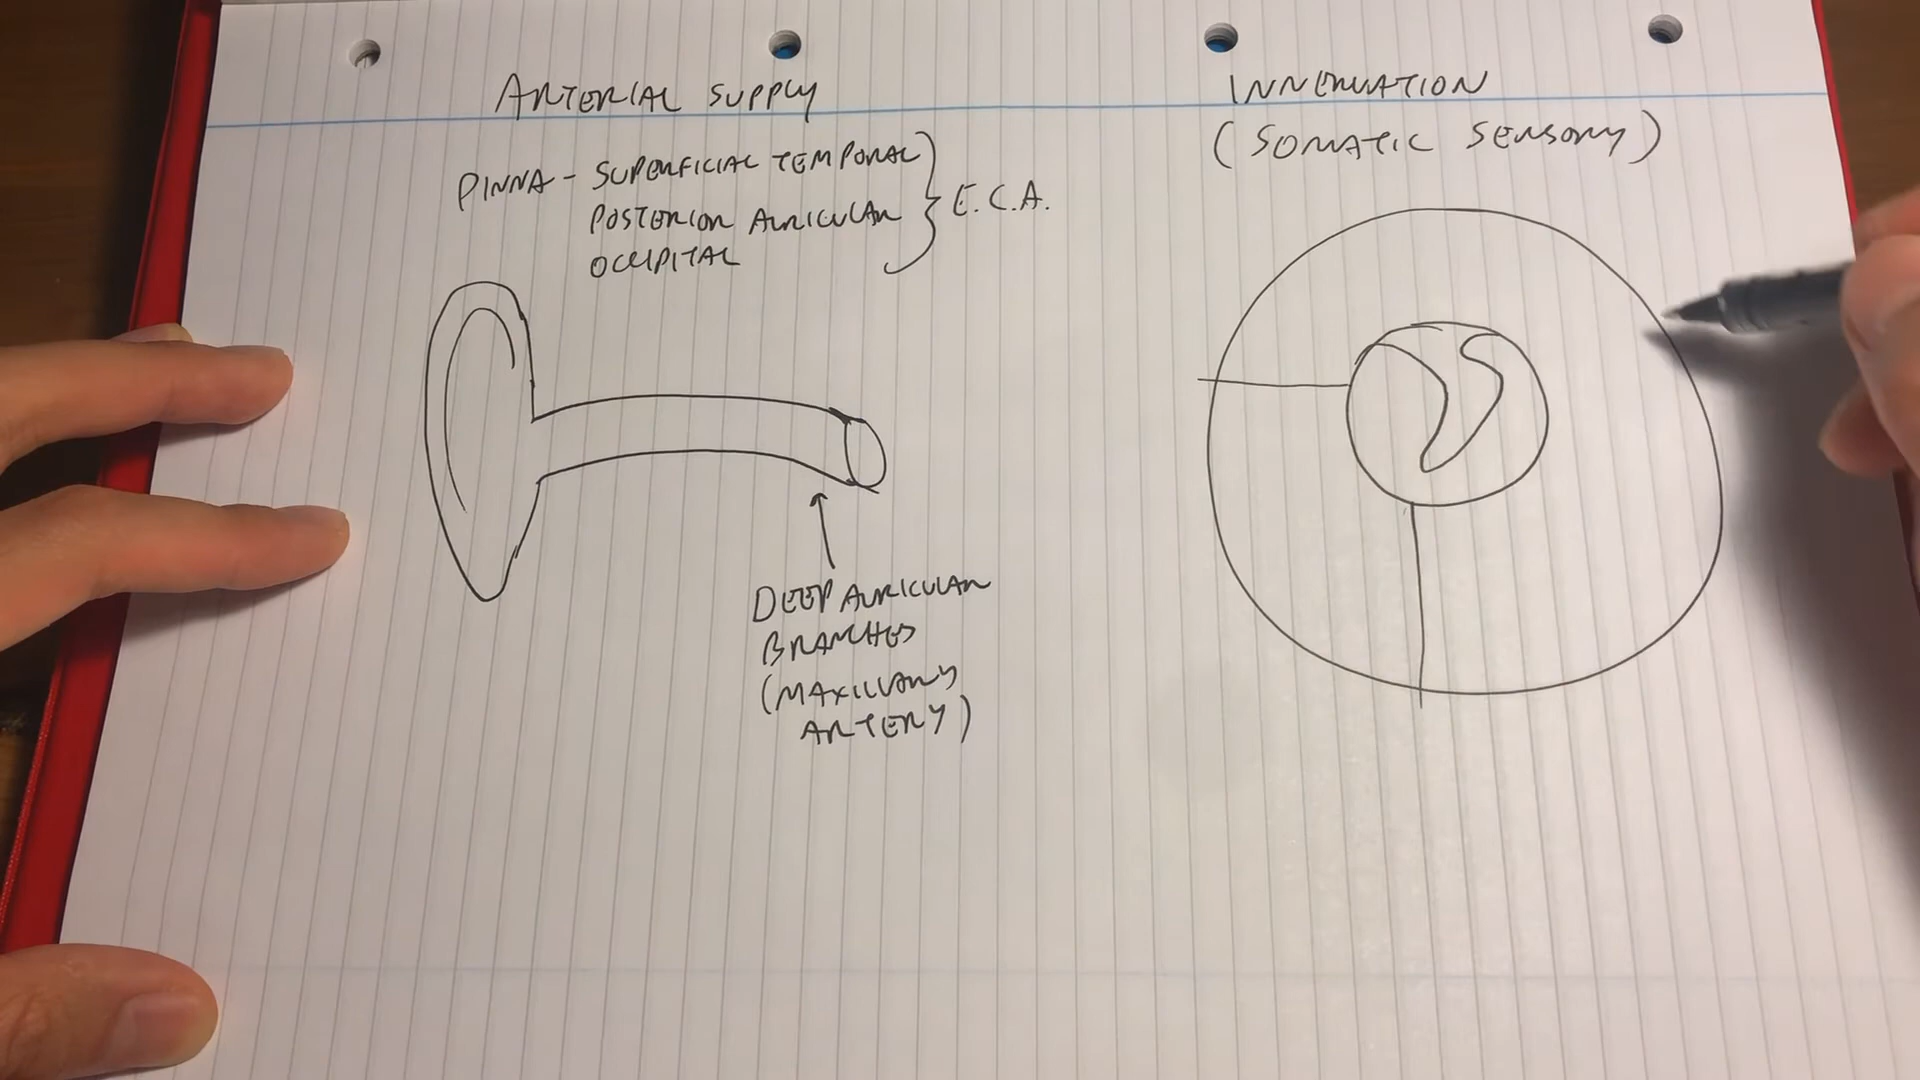 ARTERIAL SUPPLY
PINNA - SUPERFICIAL TEMPORAL
POSTERIOR AURICULAR
OCCIPITAL
E.C.A.
DEEP AURICULAR
BRANCHES
(MAXILLARY
ARTERY)
INNERVATION
(SOMATIC SENSORY)